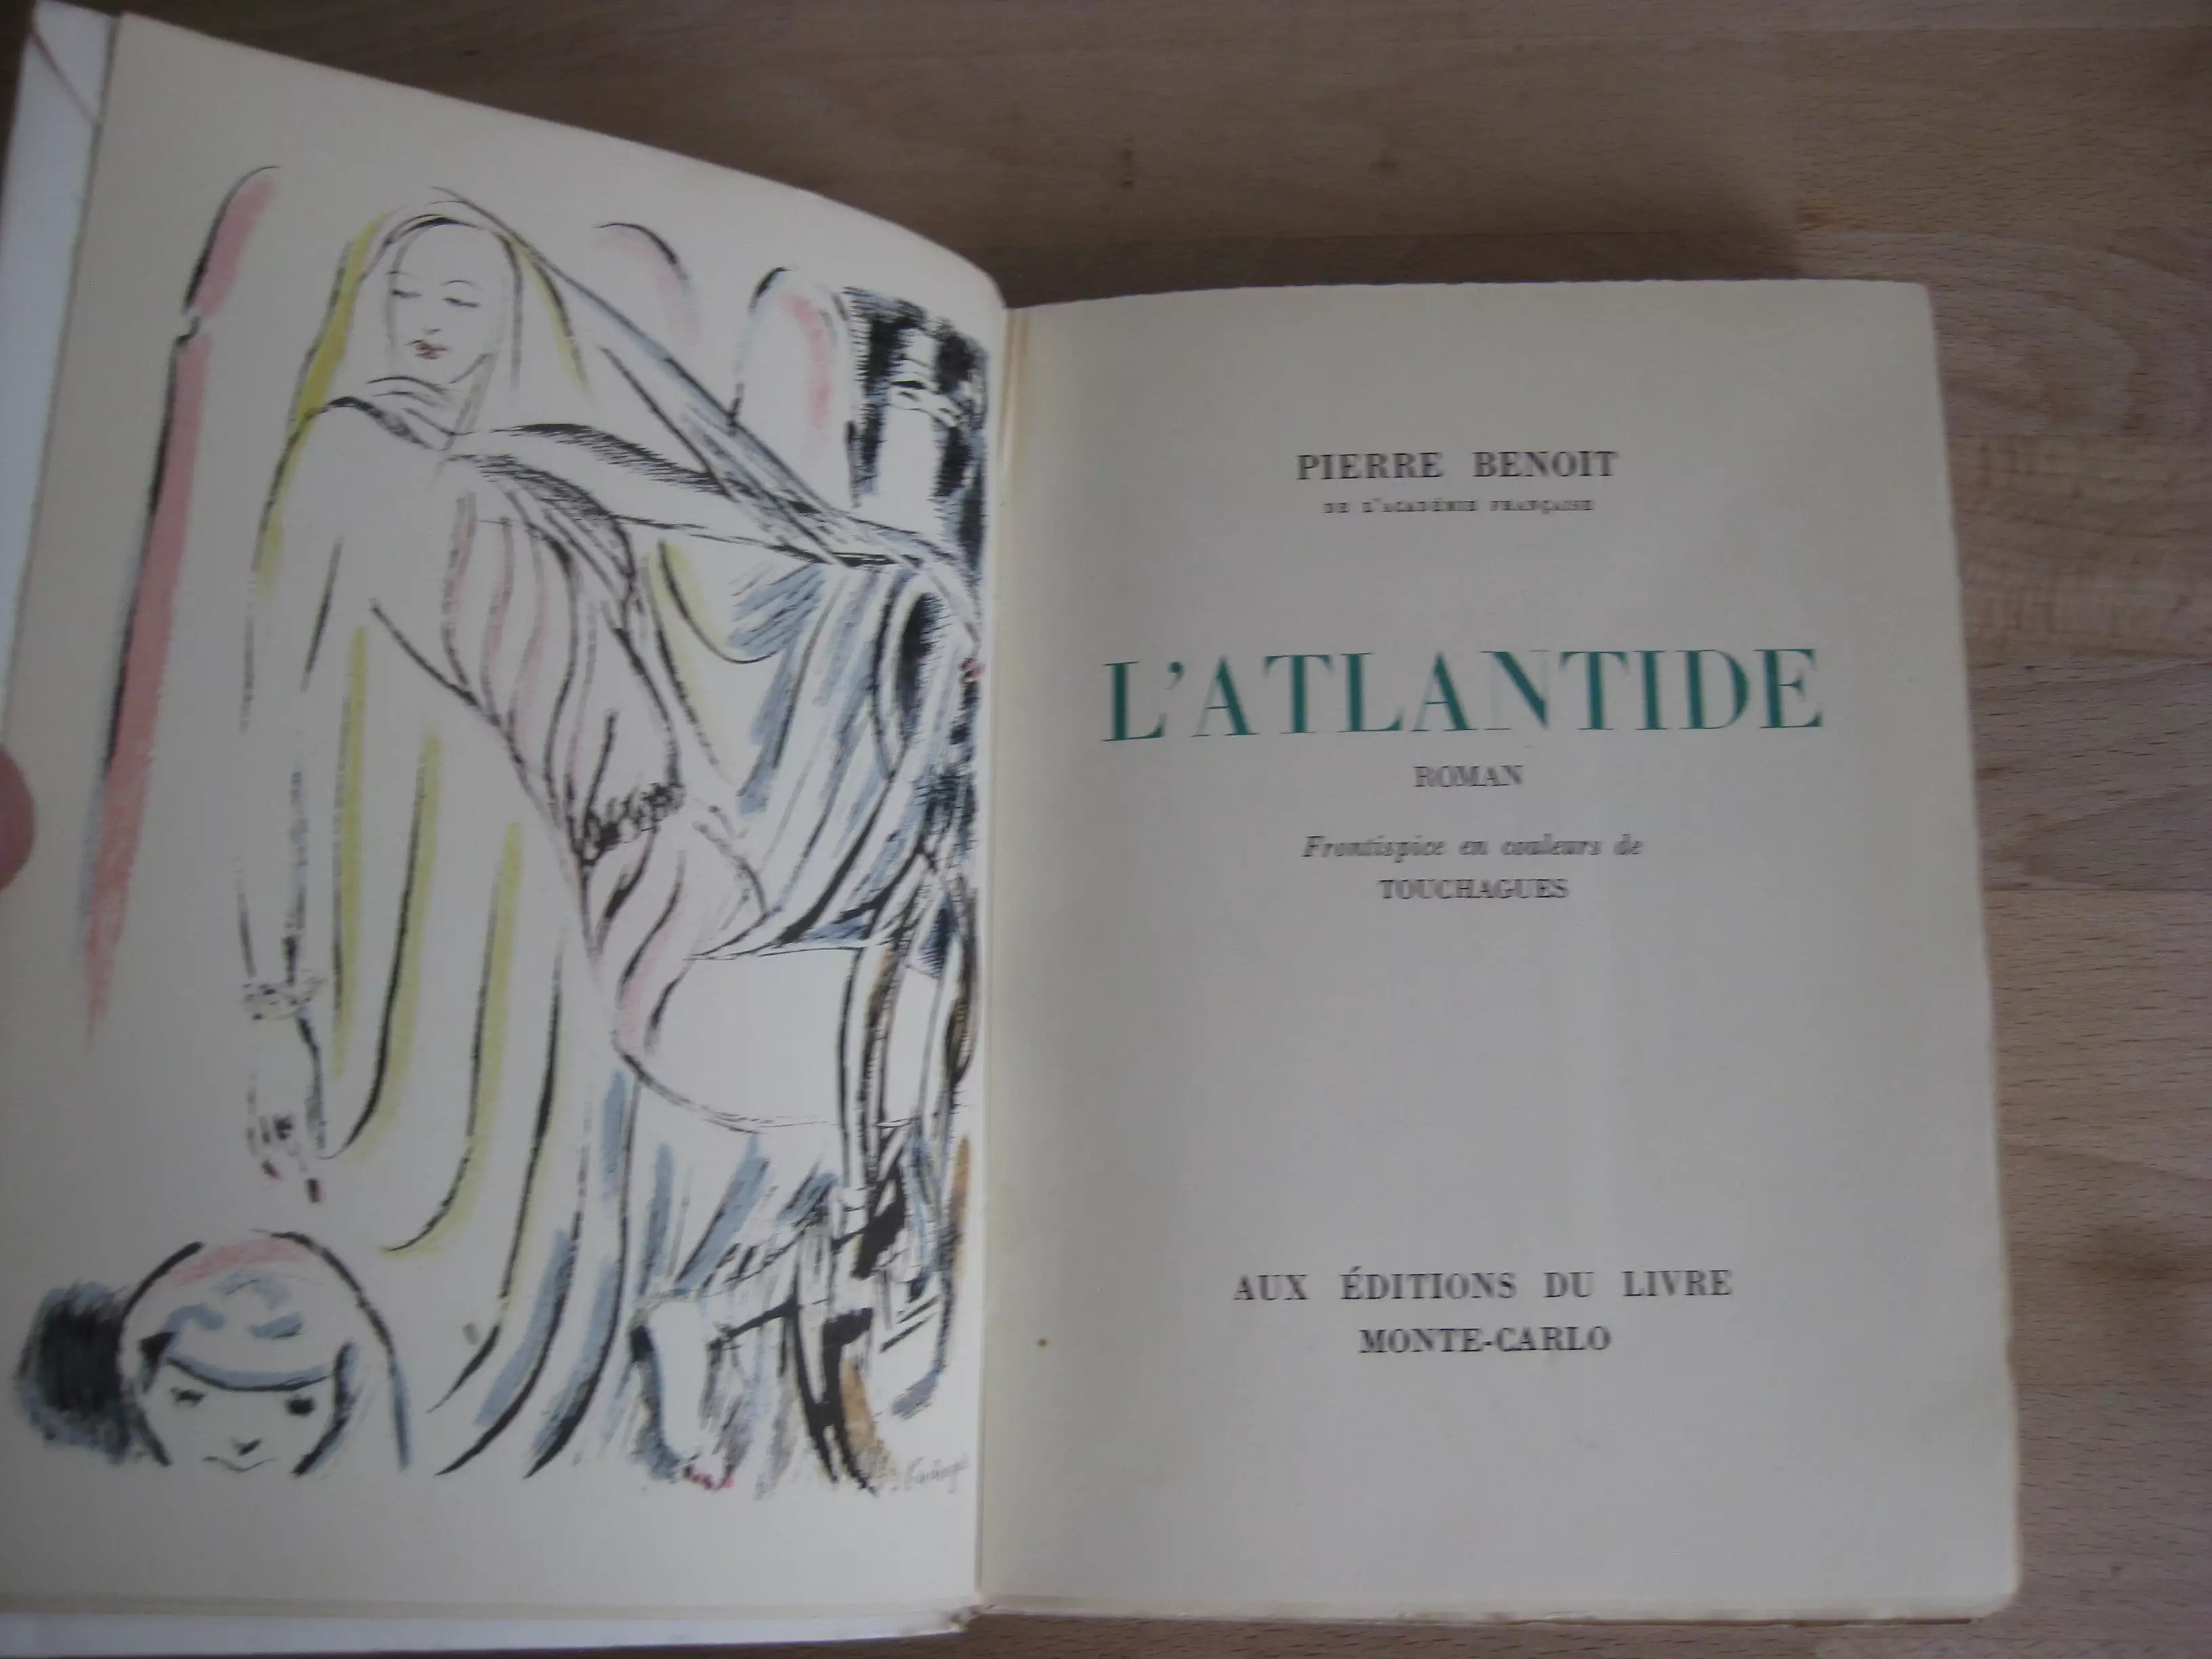 PIERRE BENOIT
DE L'ACADÉMIE FRANÇAISE
L'ATLANTIDE
ROMAN
Frontispice en couleurs de
TOUCHAGUES
AUX ÉDITIONS DU LIVRE
MONTE-CARLO